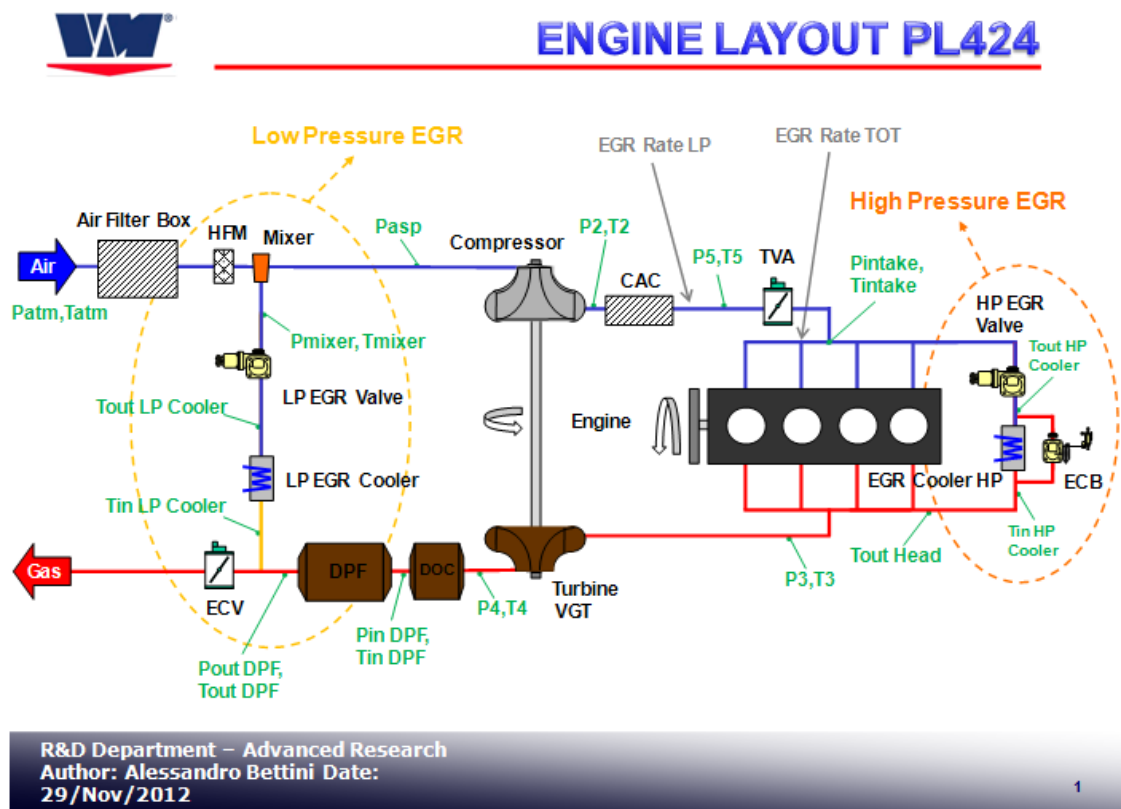 VM®
ENGINE LAYOUT PL424
Low Pressure EGR
EGR Rate LP
EGR Rate TOT
High Pressure EGR
Air Filter Box
HFM
Mixer
Pasp
Compressor
P2,T2
CAC
P5,T5
TVA
Pintake,
Tintake
HP EGR
Valve
Tout HP
Cooler
Air
Patm,Tatm
Pmixer, Tmixer
LP EGR Valve
Tout LP Cooler
Engine
LP EGR Cooler
EGR Cooler HP
ECB
Tin LP Cooler
Tin HP
Cooler
Tout Head
Gas
ECV
DPF
DOC
P4,T4
Turbine
VGT
P3,T3
Pin DPF,
Tin DPF
Pout DPF,
Tout DPF
R&D Department – Advanced Research
Author: Alessandro Bettini Date:
29/Nov/2012
1